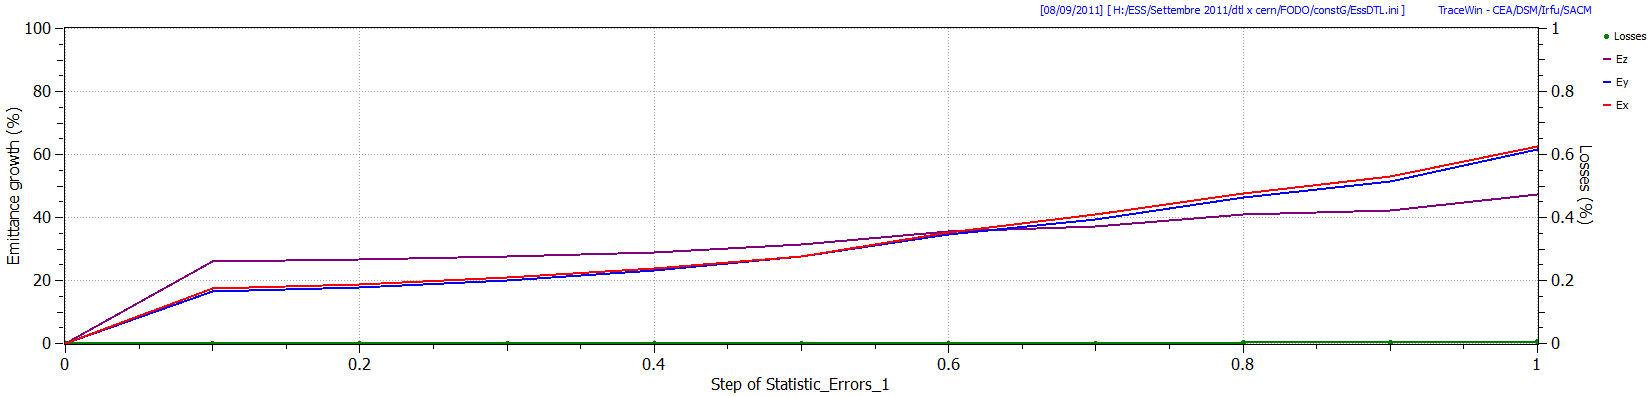 [08/09/2011] [ H:/ESS/Settembre 2011/dtl x cern/FODO/constG/EssDTL.ini ] TraceWin - CEA/DSM/Irfu/SACM
Emittance growth (%)
100
80
60
40
20
0
0
0.2
0.4
0.6
0.8
1
Step of Statistic_Errors_1
1
0.8
0.6
0.4
0.2
0
Losses (%)
Losses
Ez
Ey
Ex